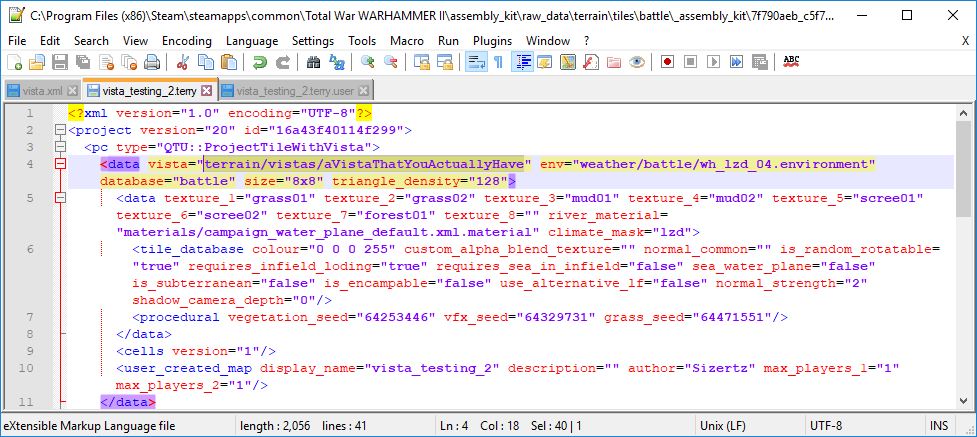 C:\Program Files (x86)\Steam\steamapps\common\Total War WARHAMMER II\assembly_kit\raw_data\terrain\tiles\battle\_assembly_kit\7f790aeb_c5f7...
File Edit Search View Encoding Language Settings Tools Macro Run Plugins Window ? X
ABC
vista.xml vista_testing_2.terry vista_testing_2.terry.user
1 <?xml version="1.0" encoding="UTF-8"?>
2 <project version="20" id="16a43f40114f299">
3 <pc type="QTU::ProjectTileWithVista">
4 <data vista="terrain/vistas/aVistaThatYouActuallyHave" env="weather/battle/wh_lzd_04.environment"
database="battle" size="8x8" triangle_density="128">
5 <data texture_1="grass01" texture_2="grass02" texture_3="mud01" texture_4="mud02" texture_5="scree01"
texture_6="scree02" texture_7="forest01" texture_8="" river_material=
"materials/campaign_water_plane_default.xml.material" climate_mask="lzd">
6 <tile_database colour="0 0 0 255" custom_alpha_blend_texture="" normal_common="" is_random_rotatable=
"true" requires_infield_loding="true" requires_sea_in_infield="false" sea_water_plane="false"
is_subterranean="false" is_encampable="false" use_alternative_lf="false" normal_strength="2"
shadow_camera_depth="0"/>
7 <procedural vegetation_seed="64253446" vfx_seed="64329731" grass_seed="64471551"/>
8 </data>
9 <cells version="1"/>
10 <user_created_map display_name="vista_testing_2" description="" author="Sizertz" max_players_1="1"
max_players_2="1"/>
11 </data>
eXtensible Markup Language file length : 2,056 lines : 41 Ln : 4 Col : 18 Sel : 40 | 1 Unix (LF) UTF-8 INS